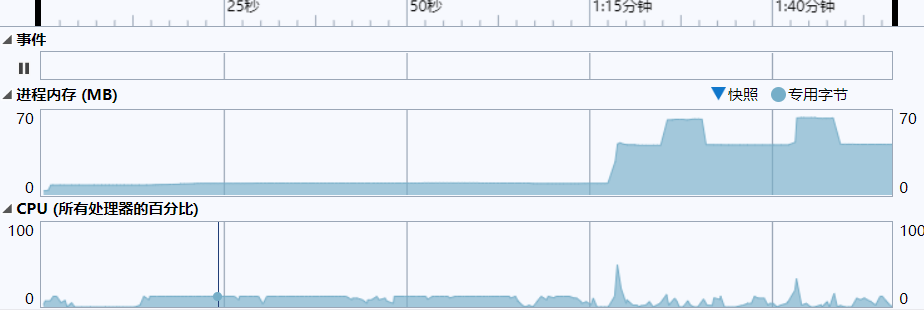 25秒 50秒 1:15分钟 1:40分钟
事件
进程内存 (MB) 快照 专用字节
70 70
0 0
CPU (所有处理器的百分比)
100 100
0 0